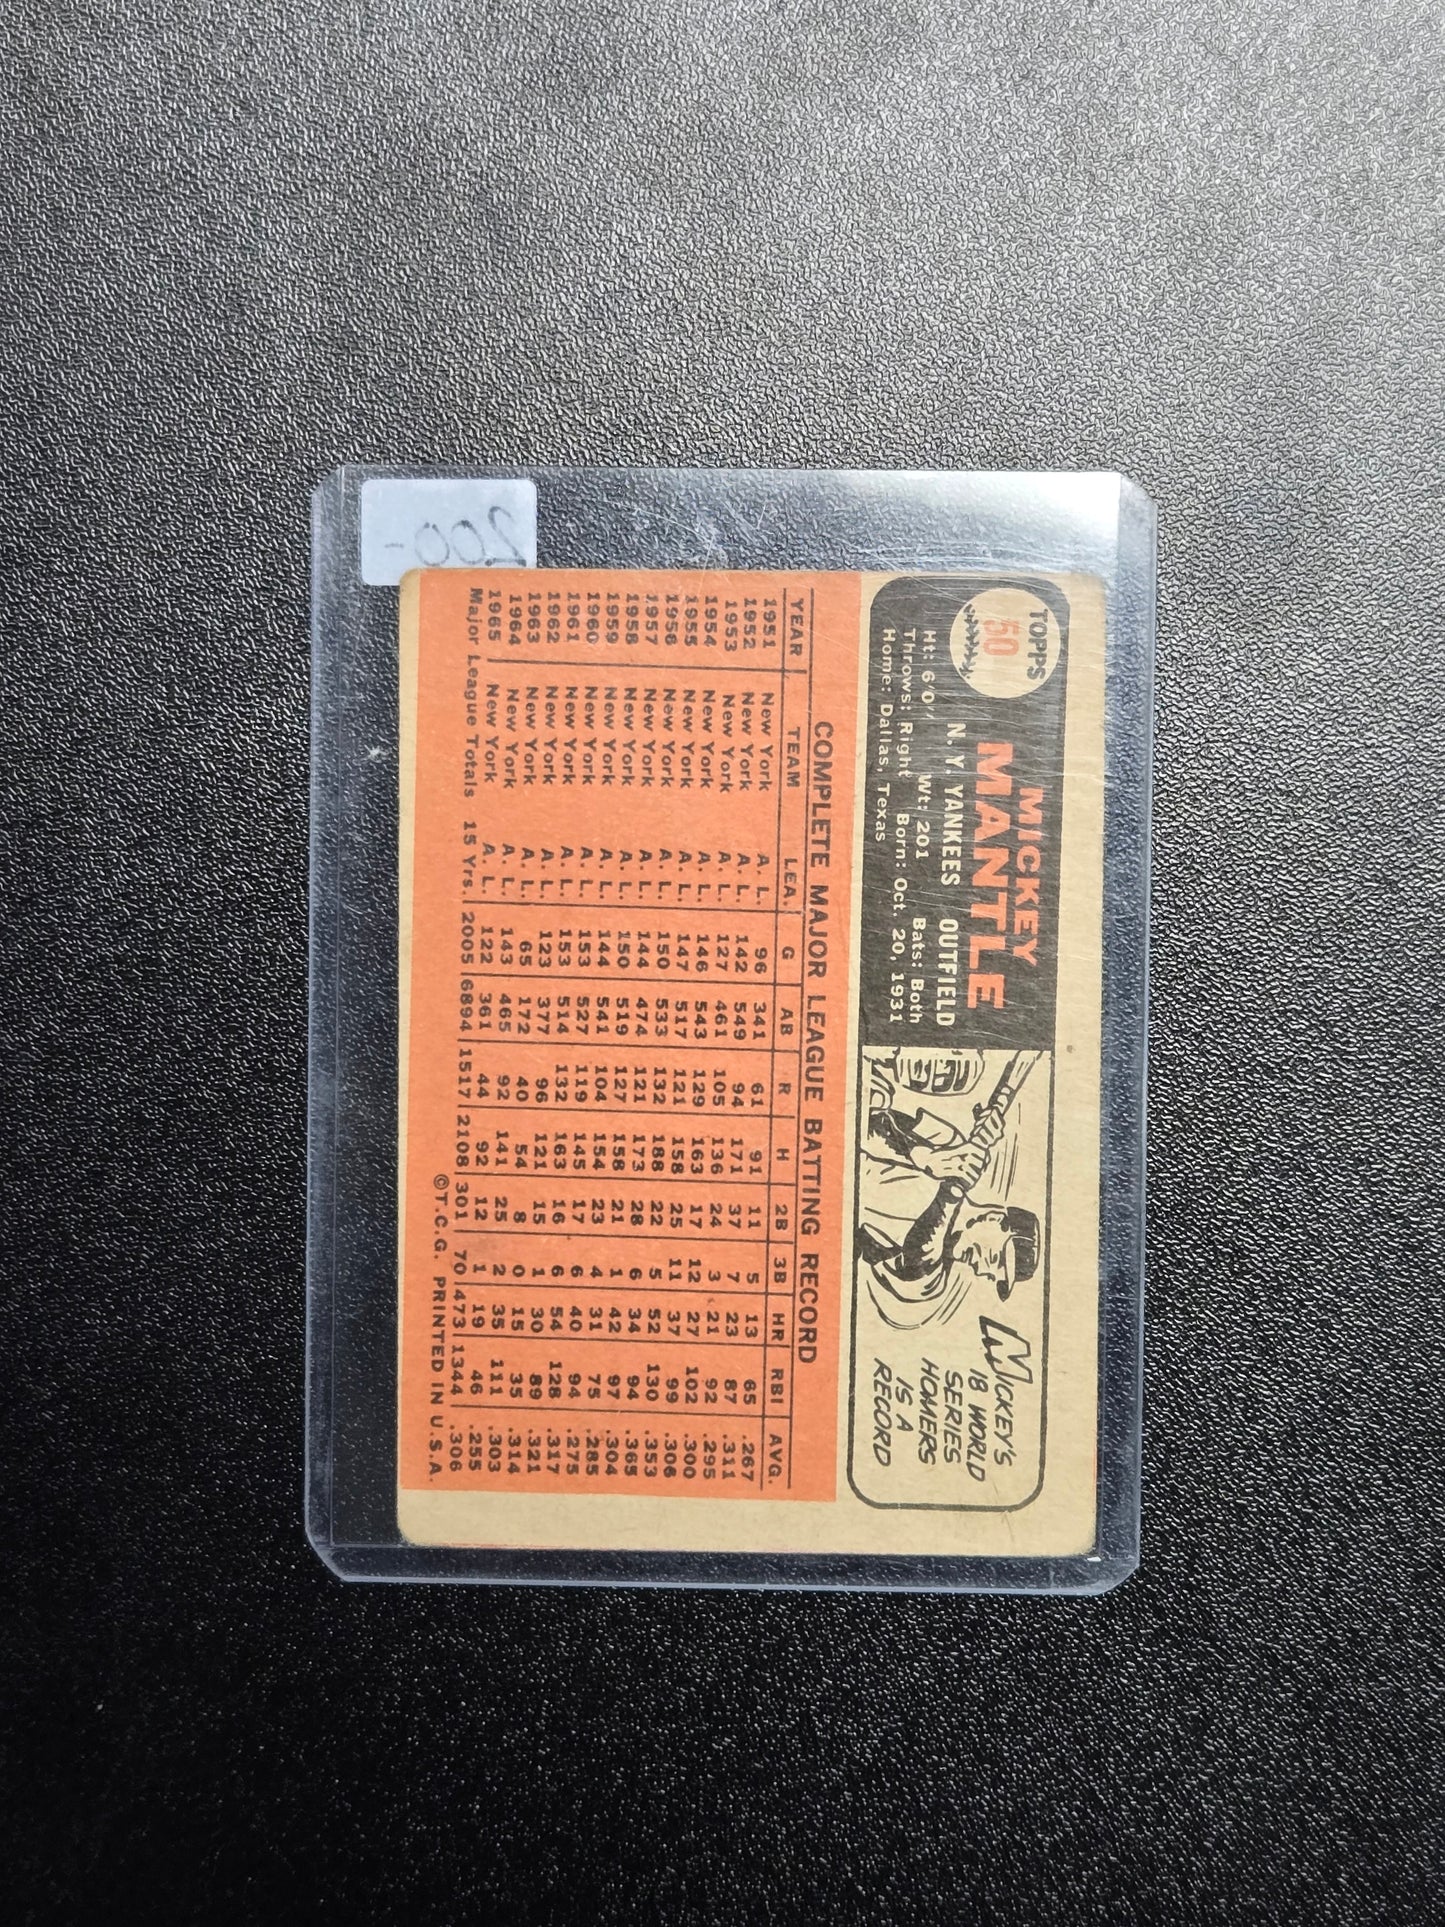 200-
TOPPS
50
MICKEY
MANTLE
N. Y. YANKEES OUTFIELD
Ht: 6'0" Wt: 201 Bats: Both
Throws: Right Born: Oct. 20, 1931
Home: Dallas, Texas
MICKEY'S
18 WORLD
SERIES
HOMERS
IS A
RECORD
COMPLETE MAJOR LEAGUE BATTING RECORD
YEAR TEAM LEA. G AB R H 2B 3B HR RBI AVG.
1951 New York A. L. 96 341 61 91 11 5 13 65 .267
1952 New York A. L. 142 549 94 171 37 7 23 87 .311
1953 New York A. L. 127 461 105 136 24 3 21 92 .295
1954 New York A. L. 146 543 129 163 17 12 27 102 .300
1955 New York A. L. 147 517 121 158 25 11 37 99 .306
1956 New York A. L. 150 533 132 188 22 5 52 130 .353
1957 New York A. L. 144 474 121 173 28 6 34 94 .365
1958 New York A. L. 150 519 127 158 21 1 42 97 .304
1959 New York A. L. 144 541 104 154 23 4 31 75 .285
1960 New York A. L. 153 527 119 145 17 6 40 94 .275
1961 New York A. L. 153 514 132 163 16 6 54 128 .317
1962 New York A. L. 123 377 96 121 15 1 30 89 .321
1963 New York A. L. 65 172 40 54 8 0 15 35 .314
1964 New York A. L. 143 465 92 141 25 2 35 111 .303
1965 New York A. L. 122 361 44 92 12 1 19 46 .255
Major League Totals 15 Yrs. 2005 6894 1517 2108 301 70 473 1344 .306
©T.C.G. PRINTED IN U.S.A.